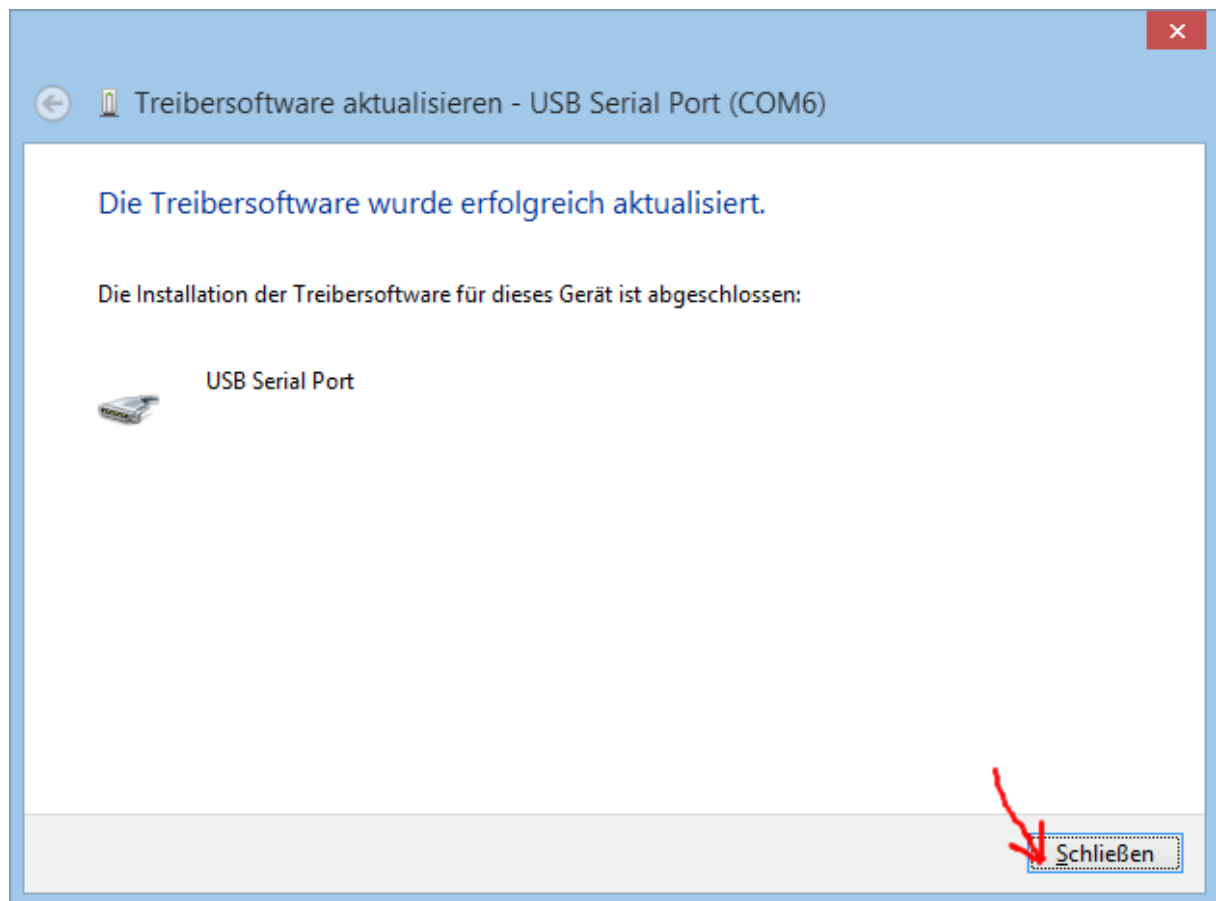 Treibersoftware aktualisieren - USB Serial Port (COM6)
Die Treibersoftware wurde erfolgreich aktualisiert.
Die Installation der Treibersoftware für dieses Gerät ist abgeschlossen:
USB Serial Port
Schließen